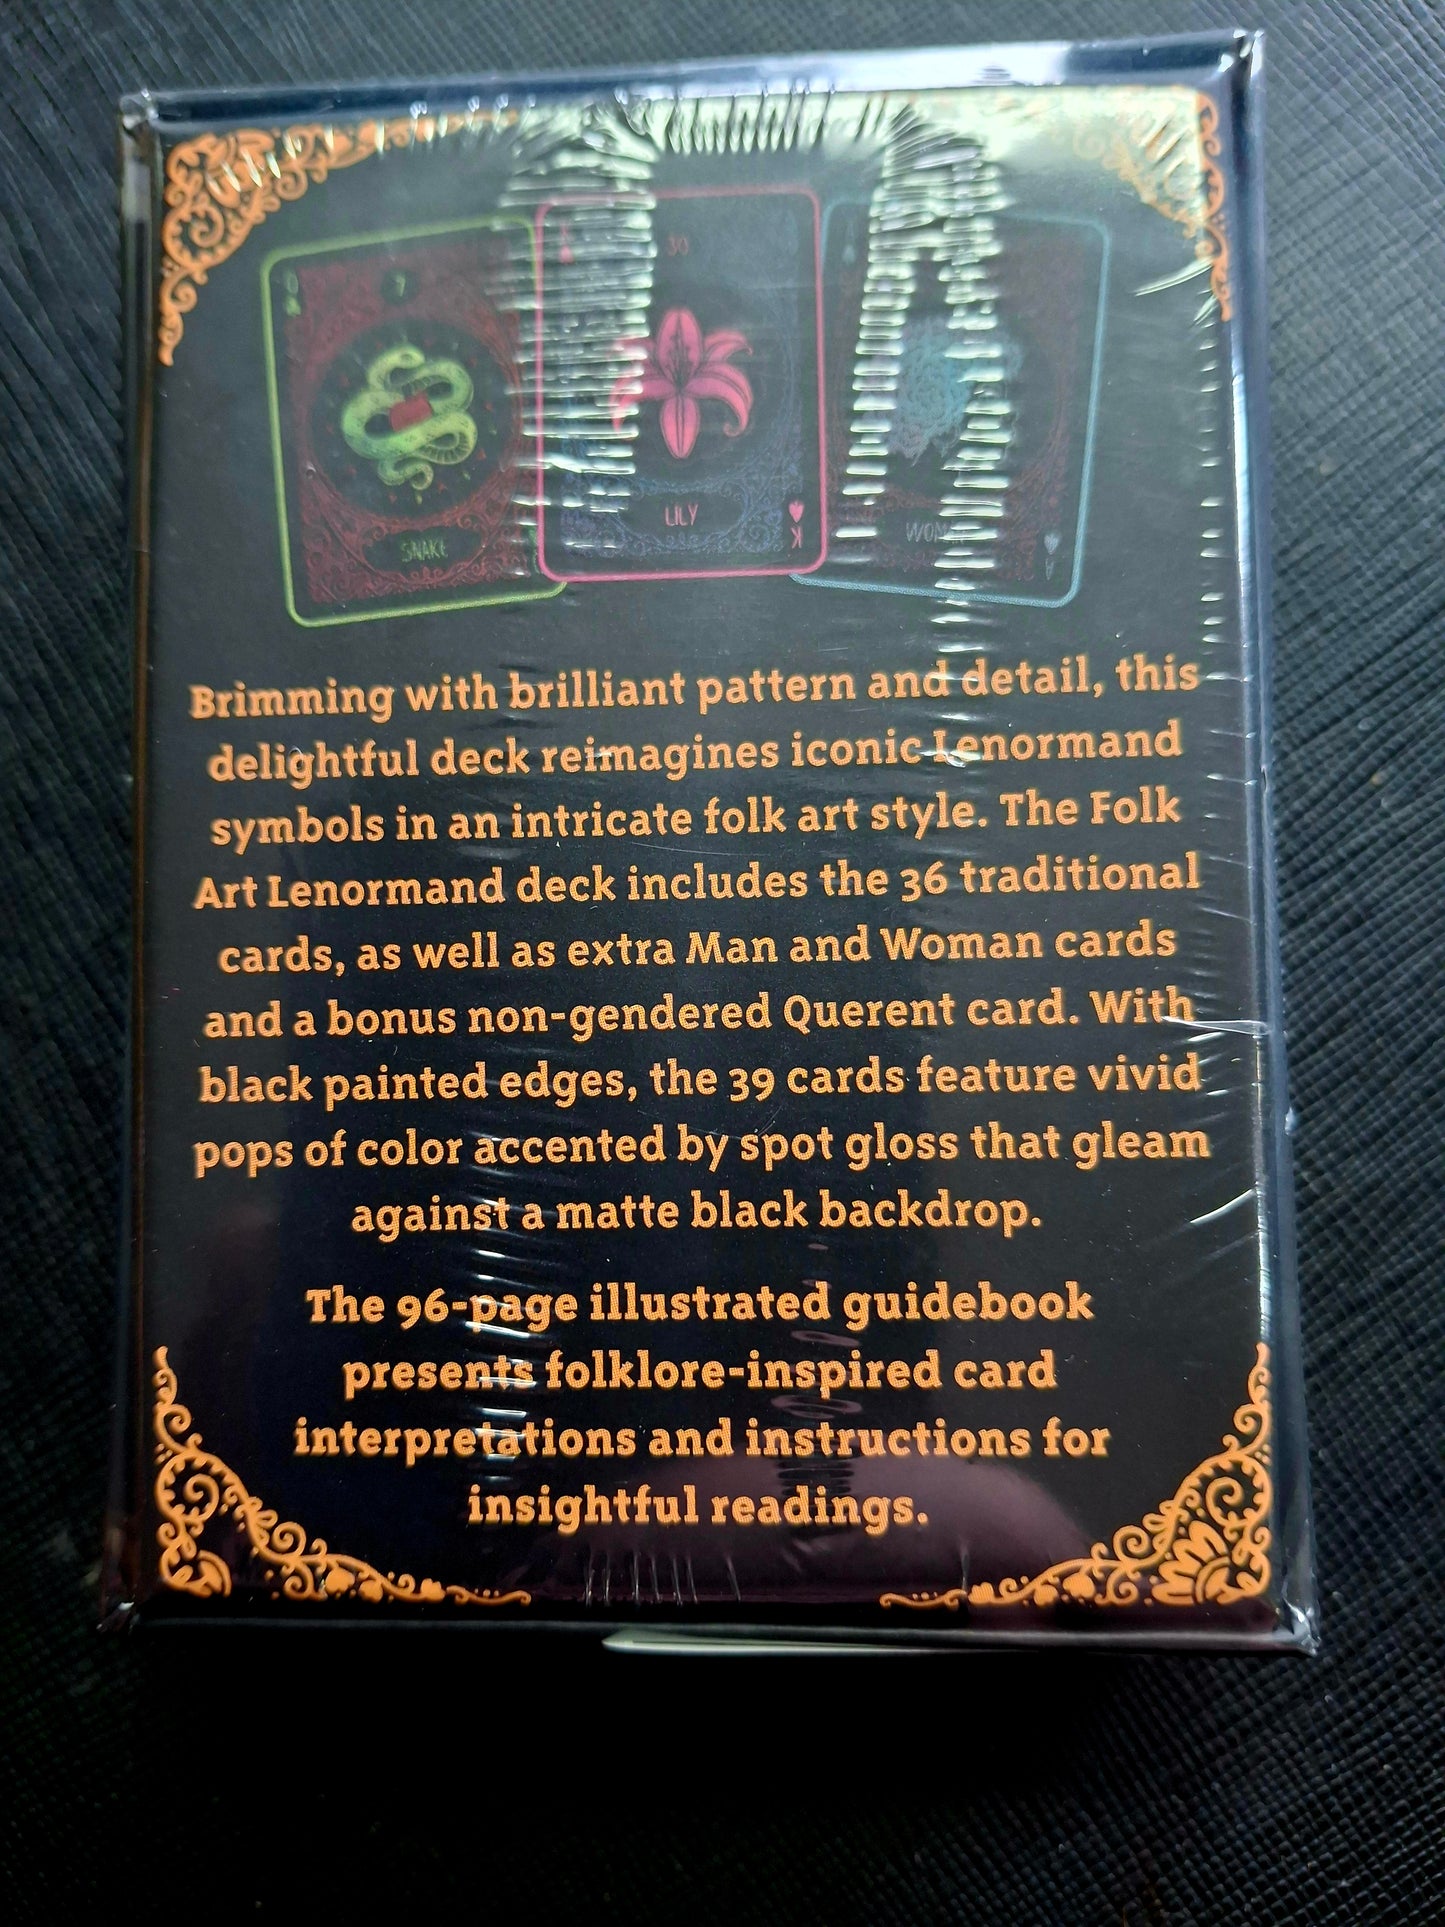 Q
7
SNAKE
K
30
LILY
K
WOMAN
A
Brimming with brilliant pattern and detail, this
delightful deck reimagines iconic Lenormand
symbols in an intricate folk art style. The Folk
Art Lenormand deck includes the 36 traditional
cards, as well as extra Man and Woman cards
and a bonus non-gendered Querent card. With
black painted edges, the 39 cards feature vivid
pops of color accented by spot gloss that gleam
against a matte black backdrop.
The 96-page illustrated guidebook
presents folklore-inspired card
interpretations and instructions for
insightful readings.